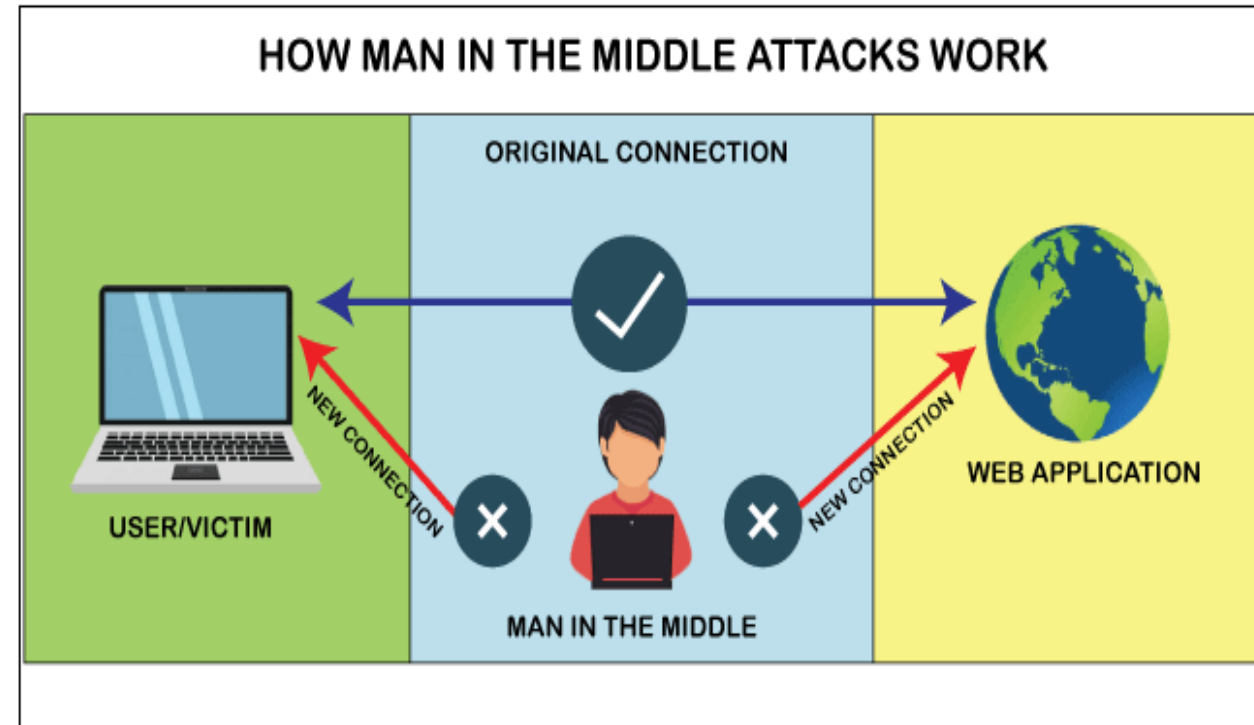 HOW MAN IN THE MIDDLE ATTACKS WORK
ORIGINAL CONNECTION
NEW CONNECTION
NEW CONNECTION
WEB APPLICATION
USER/VICTIM
MAN IN THE MIDDLE